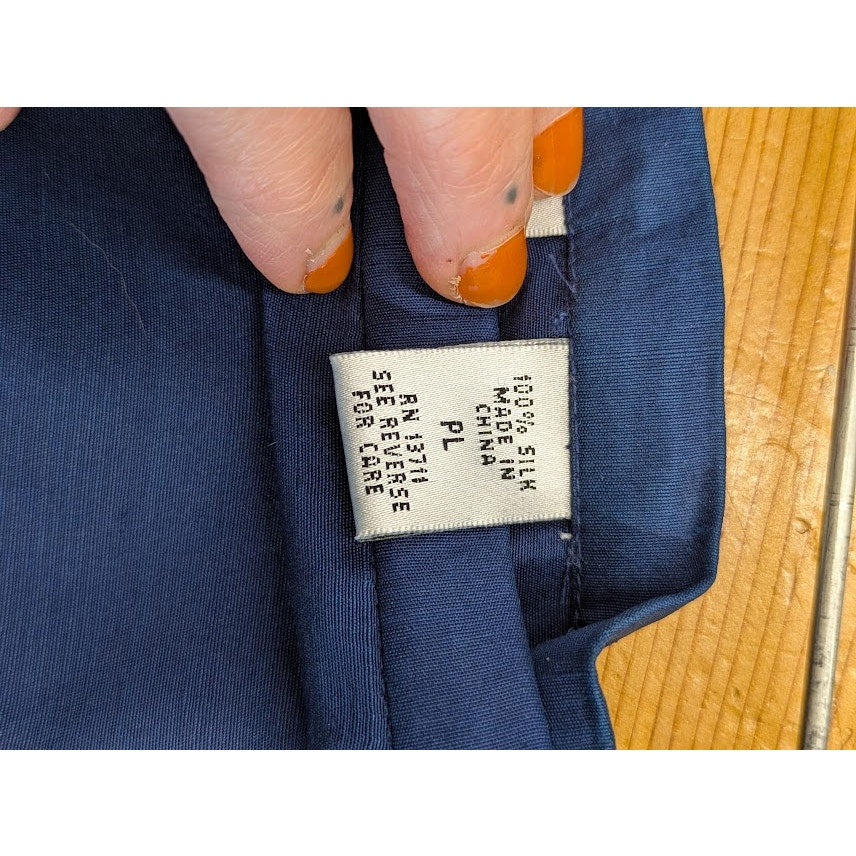 100% SILK
MADE IN
CHINA
PL
RN 13711
SEE REVERSE
FOR CARE